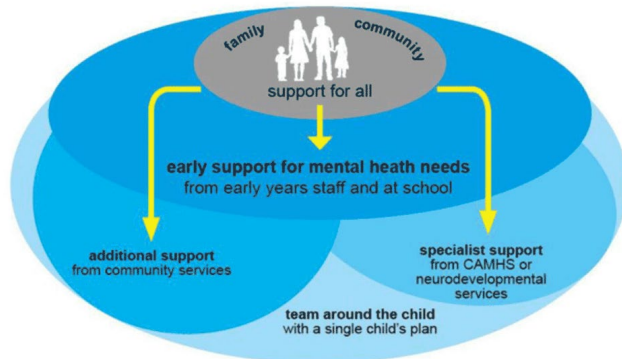 family
community
support for all
early support for mental heath needs
from early years staff and at school
additional support
from community services
specialist support
from CAMHS or
neurodevelopmental
services
team around the child
with a single child's plan